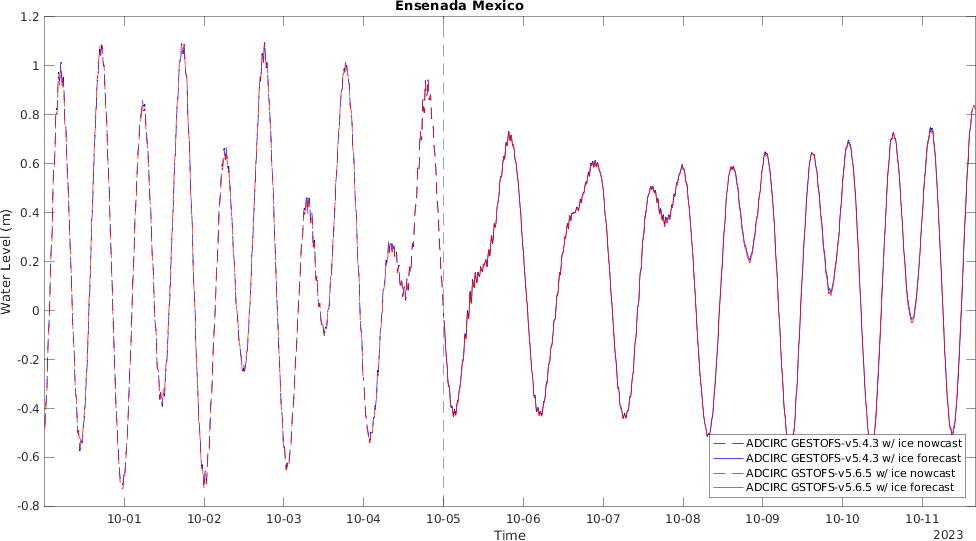 Ensenada Mexico
1.2
1
0.8
0.6
0.4
0.2
0
-0.2
-0.4
-0.6
-0.8
Water Level (m)
ADCIRC GESTOFS-v5.4.3 w/ ice nowcast
ADCIRC GESTOFS-v5.4.3 w/ ice forecast
ADCIRC GSTOFS-v5.6.5 w/ ice nowcast
ADCIRC GSTOFS-v5.6.5 w/ ice forecast
10-01 10-02 10-03 10-04 10-05 10-06 10-07 10-08 10-09 10-10 10-11
Time
2023